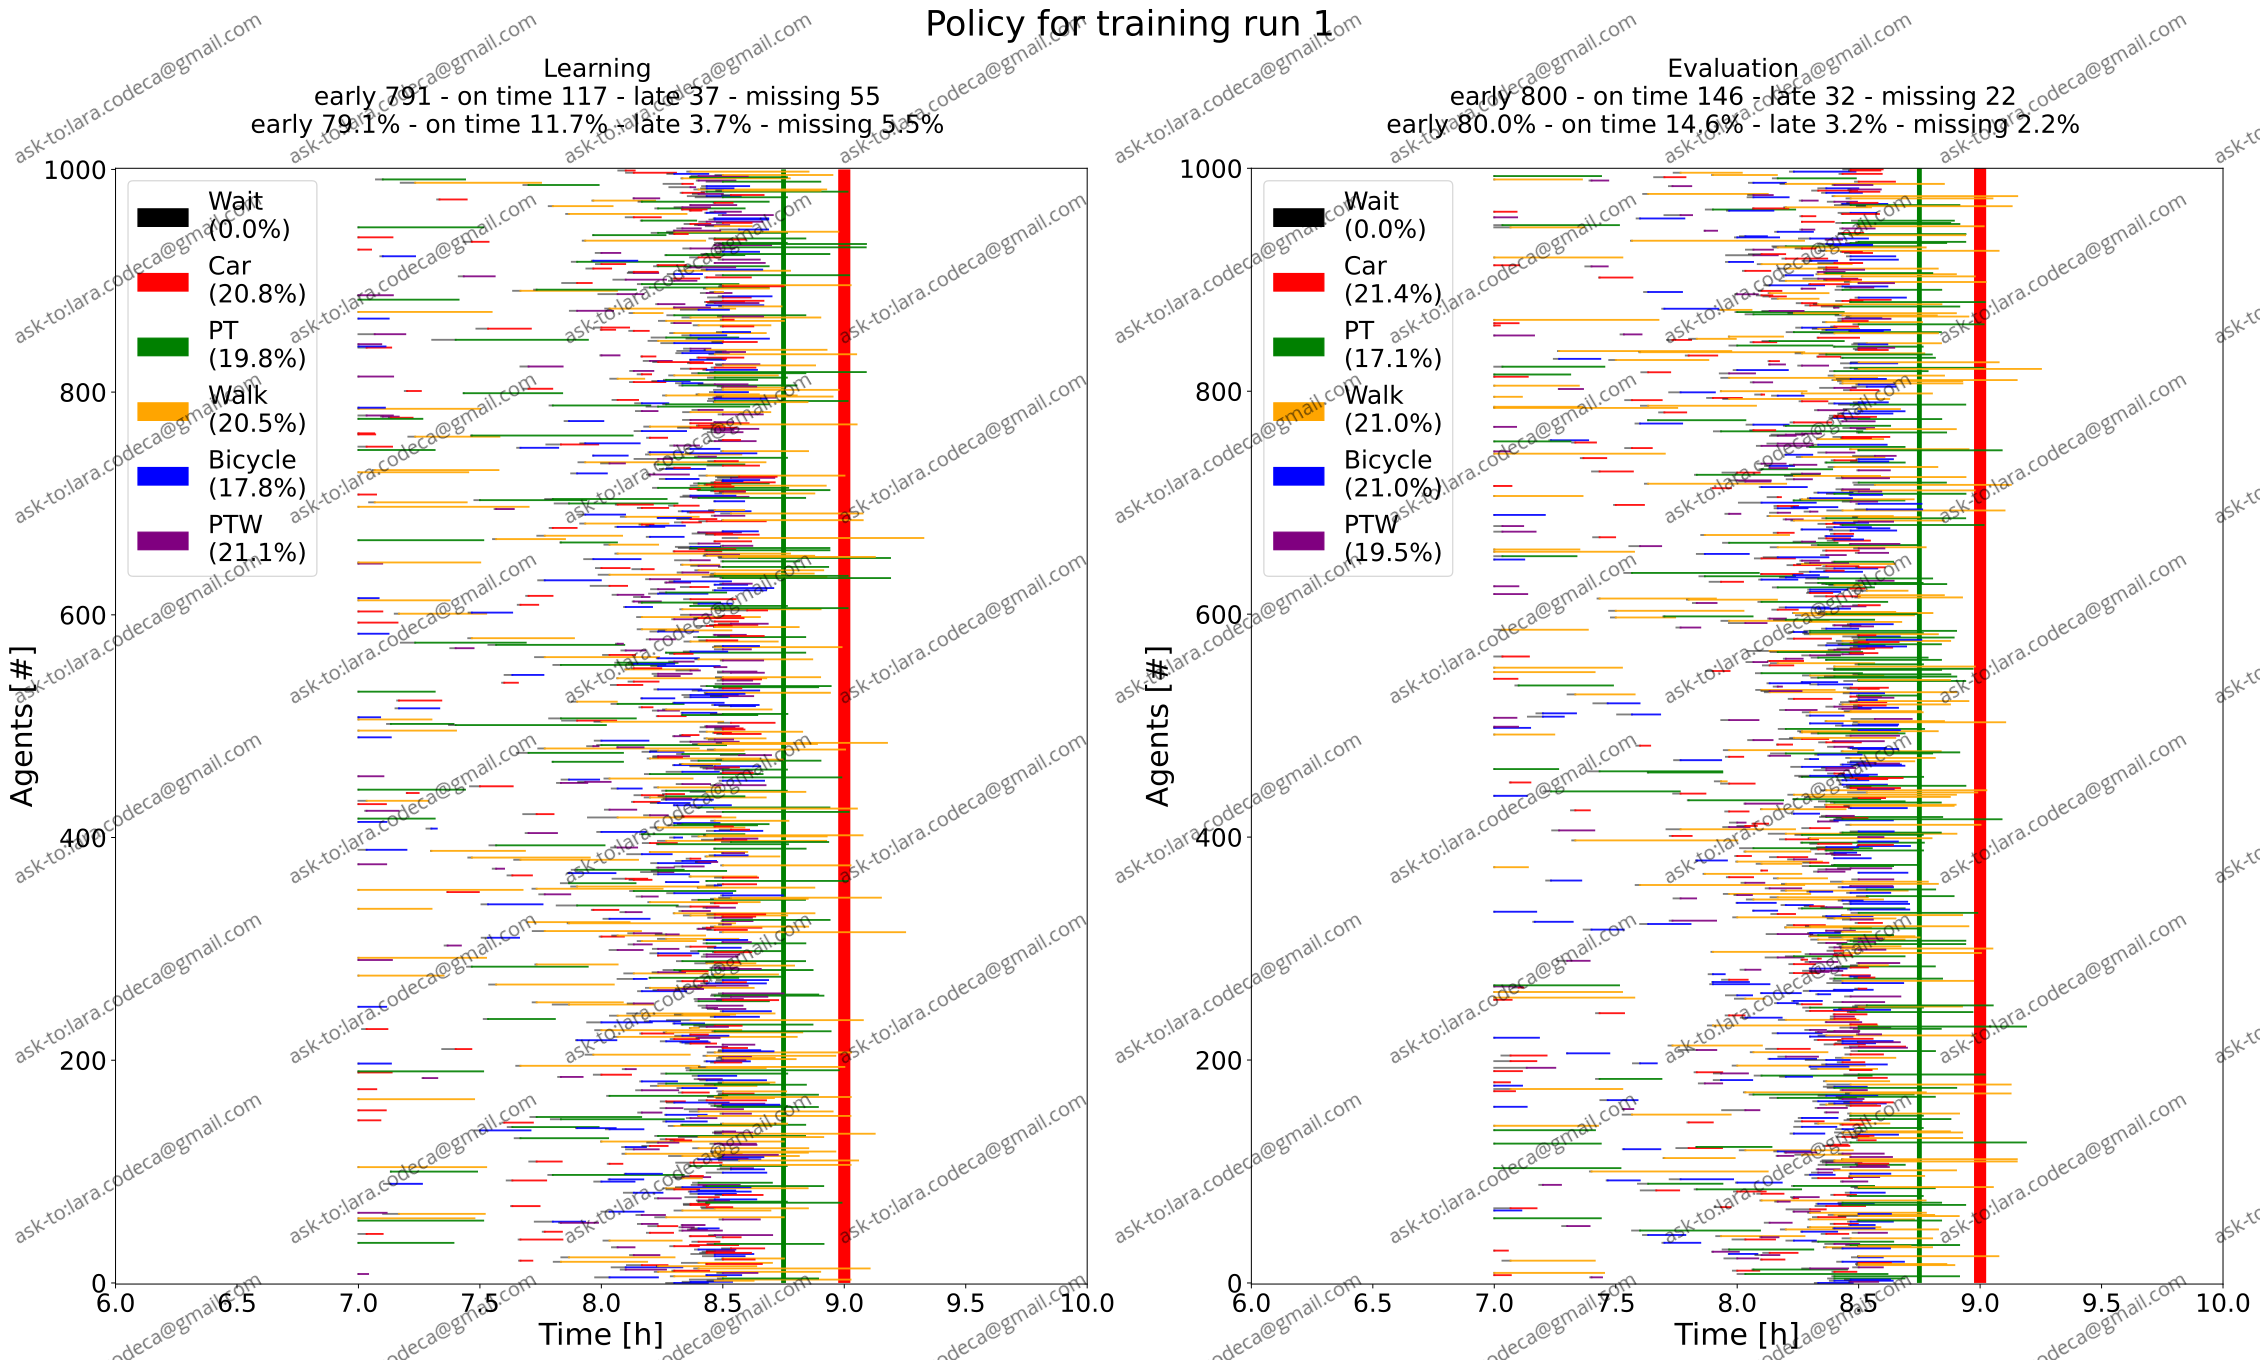 Policy for training run 1
Learning
early 791 - on time 117 - late 37 - missing 55
early 79.1% - on time 11.7% - late 3.7% - missing 5.5%
Agents [#]
1000
800
600
400
200
0
Wait
(0.0%)
Car
(20.8%)
PT
(19.8%)
Walk
(20.5%)
Bicycle
(17.8%)
PTW
(21.1%)
6.0 6.5 7.0 7.5 8.0 8.5 9.0 9.5 10.0
Time [h]
Evaluation
early 800 - on time 146 - late 32 - missing 22
early 80.0% - on time 14.6% - late 3.2% - missing 2.2%
Agents [#]
1000
800
600
400
200
0
Wait
(0.0%)
Car
(21.4%)
PT
(17.1%)
Walk
(21.0%)
Bicycle
(21.0%)
PTW
(19.5%)
6.0 6.5 7.0 7.5 8.0 8.5 9.0 9.5 10.0
Time [h]
ask-to:lara.codeca@gmail.com